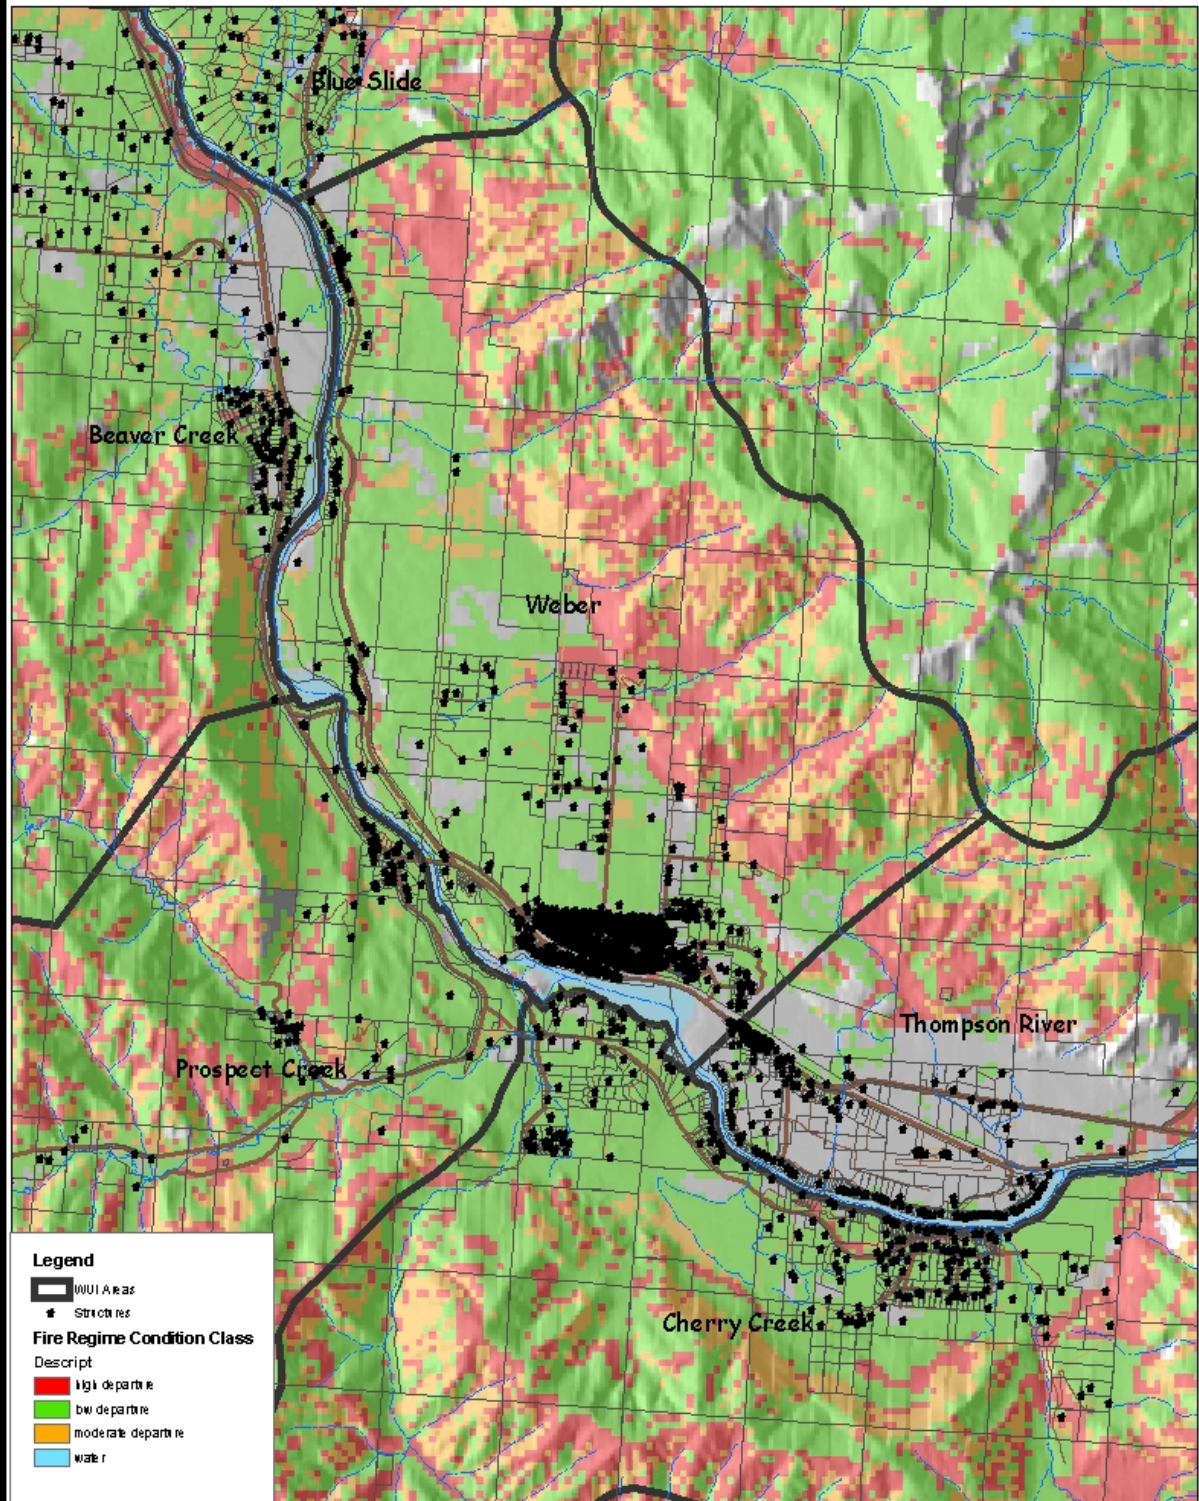 Blue Slide
Beaver Creek
Weber
Thompson River
Prospect Creek
Cherry Creek
Legend
WUI Areas
Structures
Fire Regime Condition Class
Descript
high departure
low departure
moderate departure
water